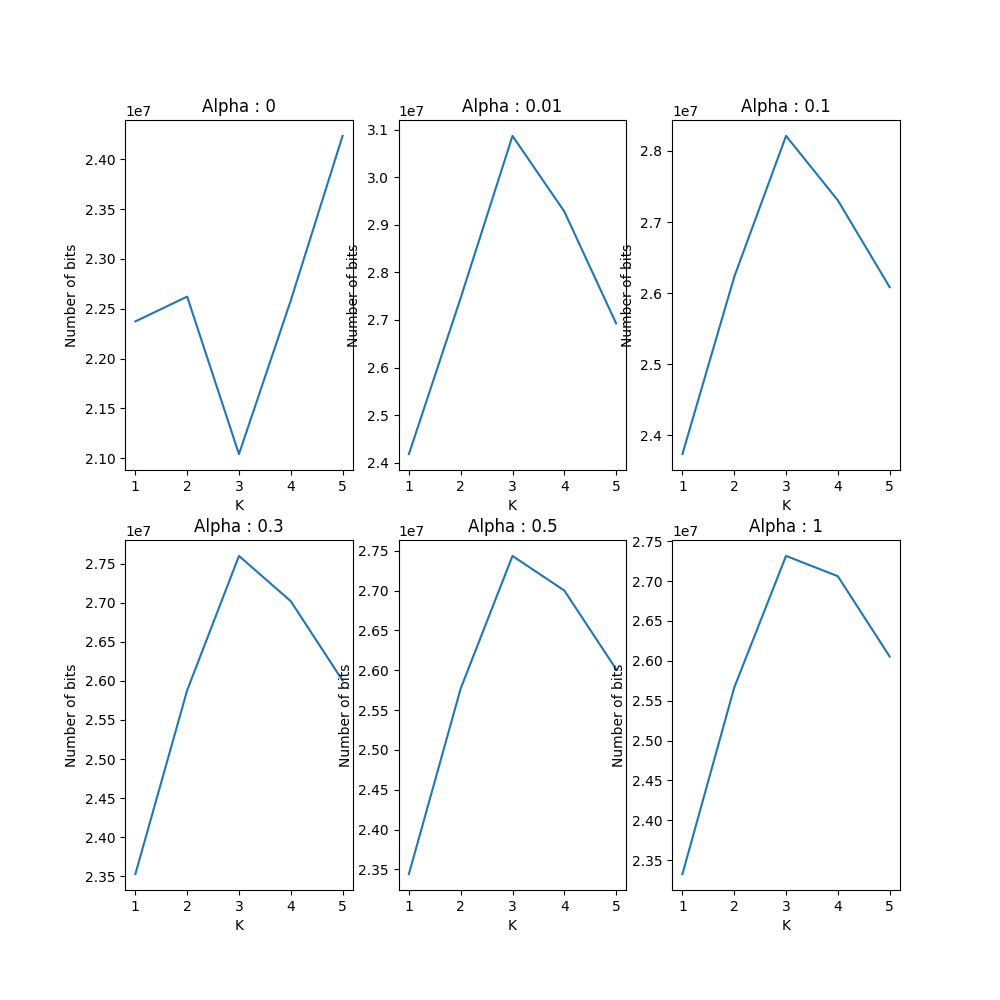 Alpha : 0
1e7
Number of bits
2.40
2.35
2.30
2.25
2.20
2.15
2.10
1 2 3 4 5
K
Alpha : 0.01
1e7
Number of bits
3.1
3.0
2.9
2.8
2.7
2.6
2.5
2.4
1 2 3 4 5
K
Alpha : 0.1
1e7
Number of bits
2.8
2.7
2.6
2.5
2.4
1 2 3 4 5
K
Alpha : 0.3
1e7
Number of bits
2.75
2.70
2.65
2.60
2.55
2.50
2.45
2.40
2.35
1 2 3 4 5
K
Alpha : 0.5
1e7
Number of bits
2.75
2.70
2.65
2.60
2.55
2.50
2.45
2.40
2.35
1 2 3 4 5
K
Alpha : 1
1e7
Number of bits
2.75
2.70
2.65
2.60
2.55
2.50
2.45
2.40
2.35
1 2 3 4 5
K